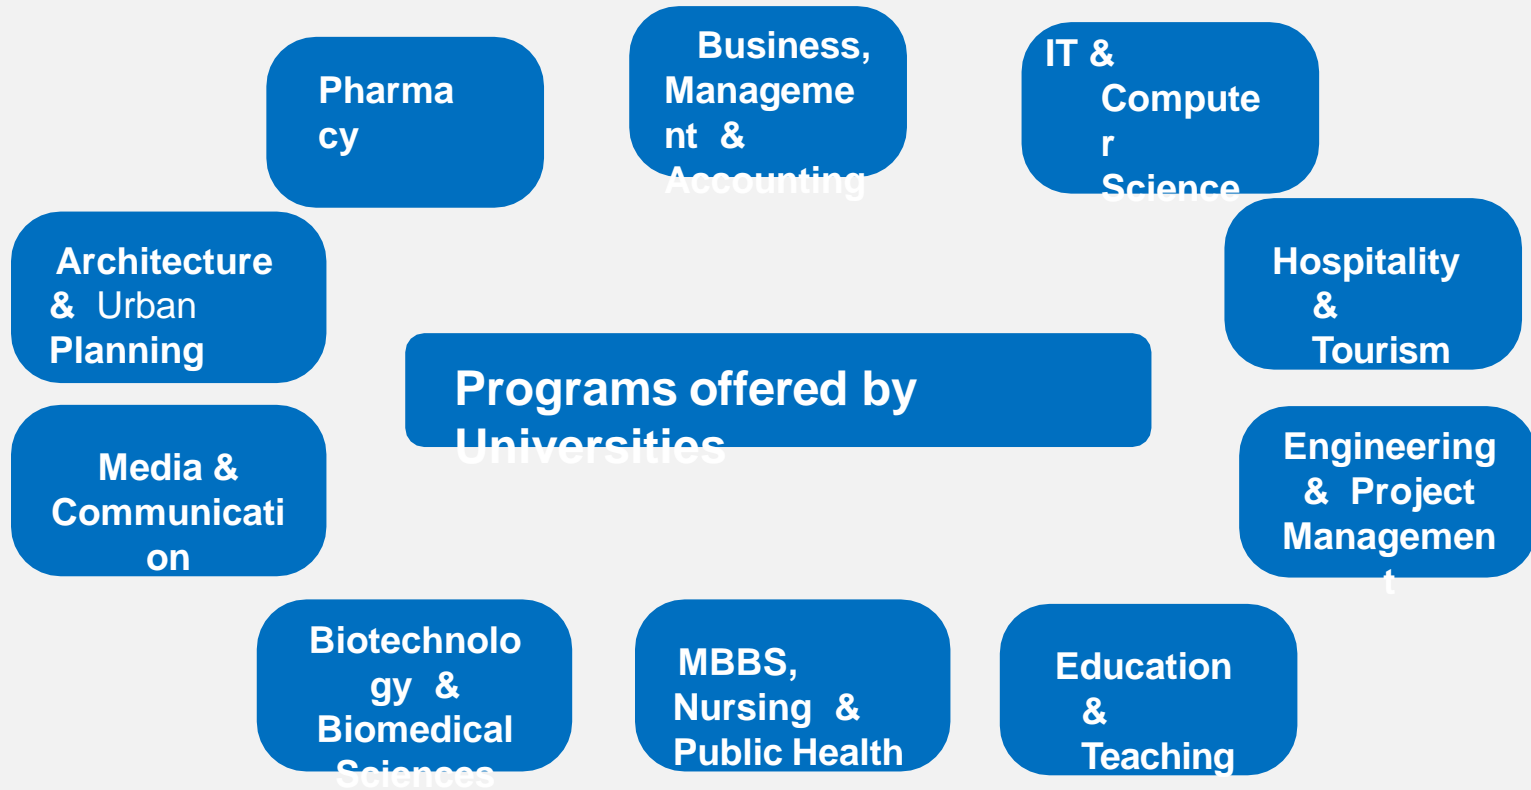 Pharma
cy
Business,
Manageme
nt &
Accounting
IT &
Compute
r
Science
Architecture
& Urban
Planning
Hospitality
&
Tourism
Programs offered by
Universities
Media &
Communicati
on
Engineering
& Project
Managemen
t
Biotechnolo
gy &
Biomedical
Sciences
MBBS,
Nursing &
Public Health
Education
&
Teaching